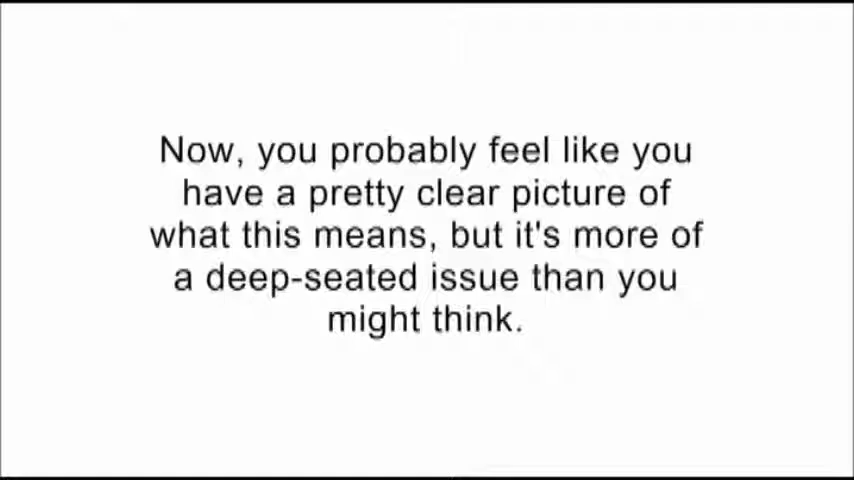 Now, you probably feel like you
have a pretty clear picture of
what this means, but it's more of
a deep-seated issue than you
might think.